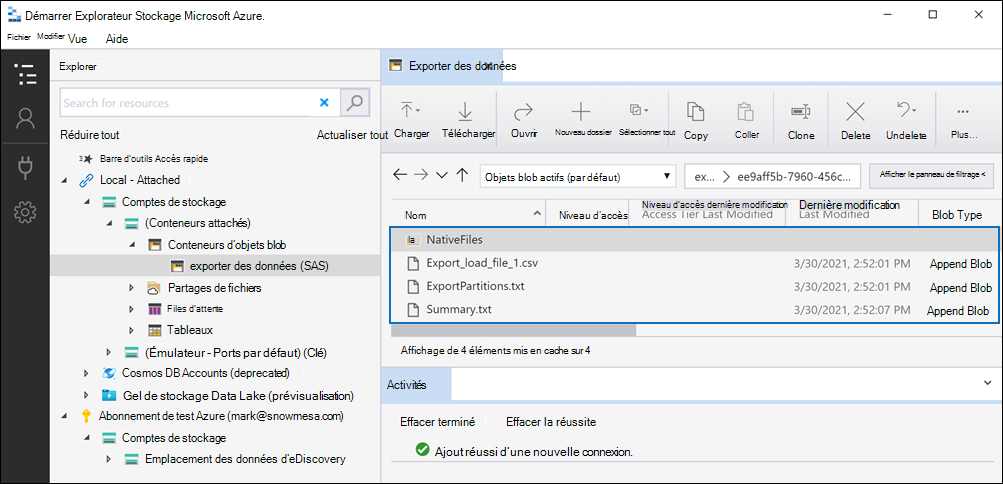 Démarrer Explorateur Stockage Microsoft Azure.
Fichier Modifier Vue Aide
Explorer
Search for resources
Réduire tout Actualiser tout
Barre d'outils Accès rapide
Local - Attached
Comptes de stockage
(Conteneurs attachés)
Conteneurs d'objets blob
exporter des données (SAS)
Partages de fichiers
Files d'attente
Tableaux
(Émulateur - Ports par défaut) (Clé)
Cosmos DB Accounts (deprecated)
Gel de stockage Data Lake (prévisualisation)
Abonnement de test Azure (mark@snowmesa.com)
Comptes de stockage
Emplacement des données d'eDiscovery
Exporter des données
Charger Télécharger Ouvrir Nouveau dossier Sélectionner tout Copy Coller Clone Delete Undelete Plus...
Objets blob actifs (par défaut) ex... > ee9aff5b-7960-456c... Afficher le panneau de filtrage <
Nom Niveau d'accès Niveau d'accès dernière modification Dernière modification Blob Type
Access Tier Last Modified Last Modified
NativeFiles
Export_load_file_1.csv 3/30/2021, 2:52:01 PM Append Blob
ExportPartitions.txt 3/30/2021, 2:52:01 PM Append Blob
Summary.txt 3/30/2021, 2:52:07 PM Append Blob
Affichage de 4 éléments mis en cache sur 4
Activités
Effacer terminé Effacer la réussite
Ajout réussi d'une nouvelle connexion.